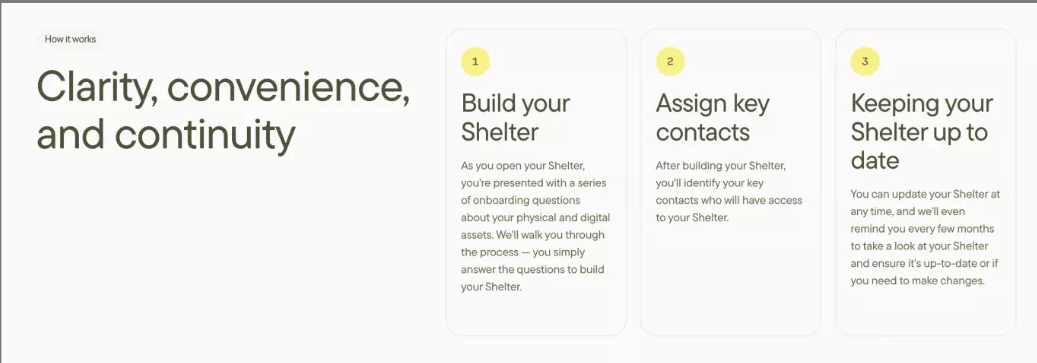 How it works
Clarity, convenience,
and continuity
1
Build your
Shelter
As you open your Shelter,
you're presented with a series
of onboarding questions
about your physical and digital
assets. We'll walk you through
the process — you simply
answer the questions to build
your Shelter.
2
Assign key
contacts
After building your Shelter,
you'll identify your key
contacts who will have access
to your Shelter.
3
Keeping your
Shelter up to
date
You can update your Shelter at
any time, and we'll even
remind you every few months
to take a look at your Shelter
and ensure it's up-to-date or if
you need to make changes.